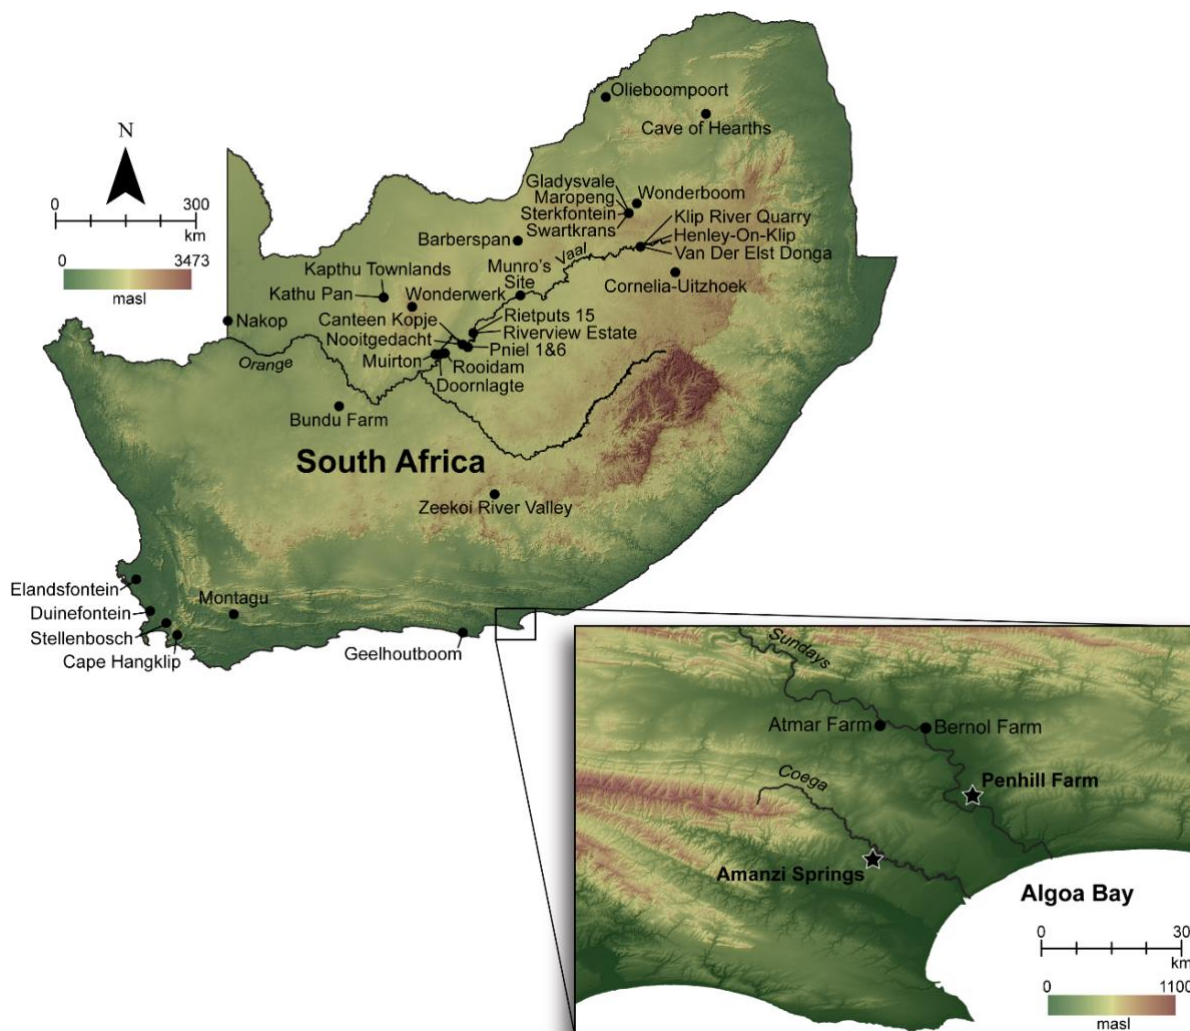 Olieboompoort
Cave of Hearths
N
0 300
km
0 3473
masl
Gladysvale
Maropeng
Sterkfontein
Swartkrans
Wonderboom
Klip River Quarry
Henley-On-Klip
Van Der Elst Donga
Barberspan
Vaal
Cornelia-Uitzhoek
Munro's
Site
Kapthu Townlands
Kathu Pan
Wonderwerk
Nakop
Canteen Kopje
Nooitgedacht
Muirton
Rietputs 15
Riverview Estate
Pniel 1&6
Rooidam
Doornlagte
Orange
Bundu Farm
South Africa
Zeekoi River Valley
Elandsfontein
Duinefontein
Stellenbosch
Cape Hangklip
Montagu
Geelhoutboom
Sundays
Atmar Farm
Bernol Farm
Coega
Penhill Farm
Amanzi Springs
Algoa Bay
0 30
km
0 1100
masl